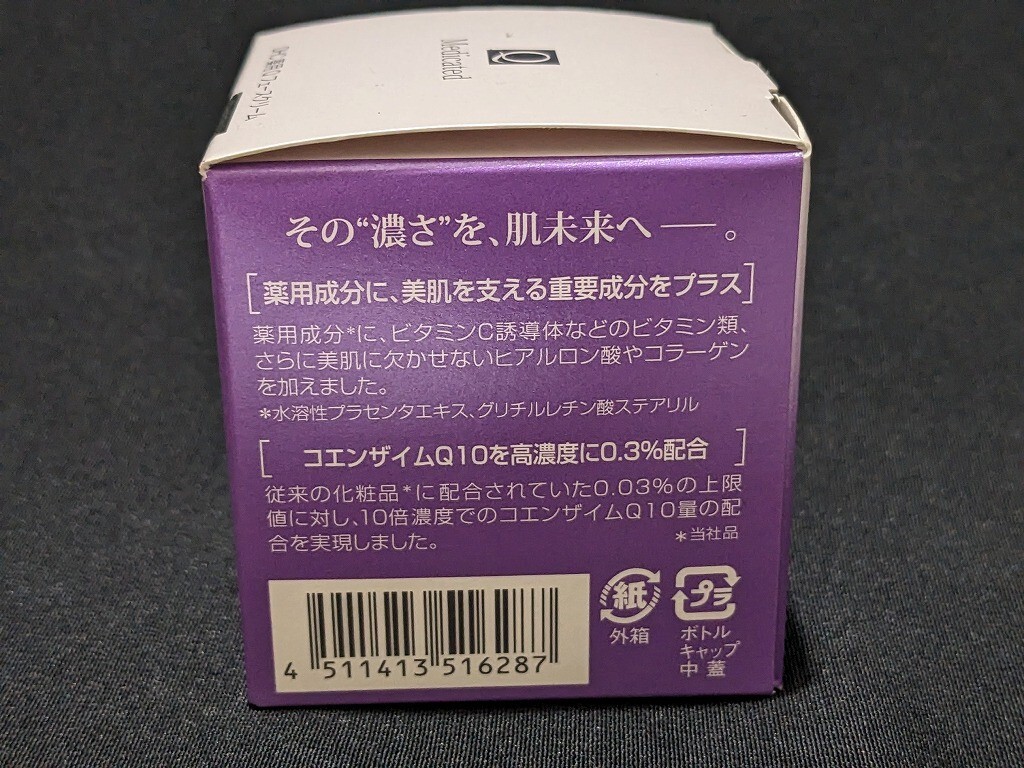 Medicated
その“濃さ”を、肌未来へ——。
薬用成分に、美肌を支える重要成分をプラス
薬用成分*に、ビタミンC誘導体などのビタミン類、
さらに美肌に欠かせないヒアルロン酸やコラーゲン
を加えました。
*水溶性プラセンタエキス、グリチルレチン酸ステアリル
コエンザイムQ10を高濃度に0.3%配合
従来の化粧品*に配合されていた0.03%の上限
値に対し、10倍濃度でのコエンザイムQ10量の配
合を実現しました。
*当社品
4 511413 516287
紙
外箱
プラ
ボトル
キャップ
中蓋